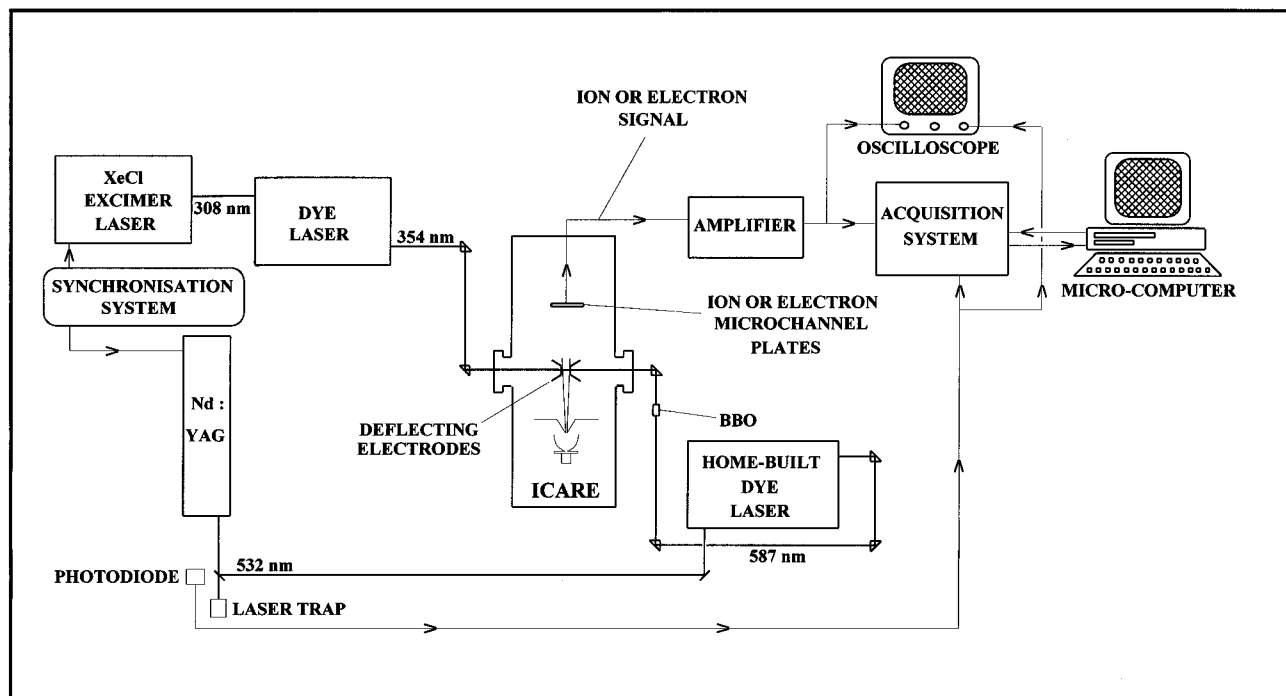 ION OR ELECTRON
SIGNAL
OSCILLOSCOPE
XeCl
EXCIMER
LASER
308 nm
DYE
LASER
354 nm
AMPLIFIER
ACQUISITION
SYSTEM
MICRO-COMPUTER
SYNCHRONISATION
SYSTEM
ION OR ELECTRON
MICROCHANNEL
PLATES
Nd :
YAG
DEFLECTING
ELECTRODES
BBO
ICARE
HOME-BUILT
DYE
LASER
587 nm
532 nm
PHOTODIODE
LASER TRAP